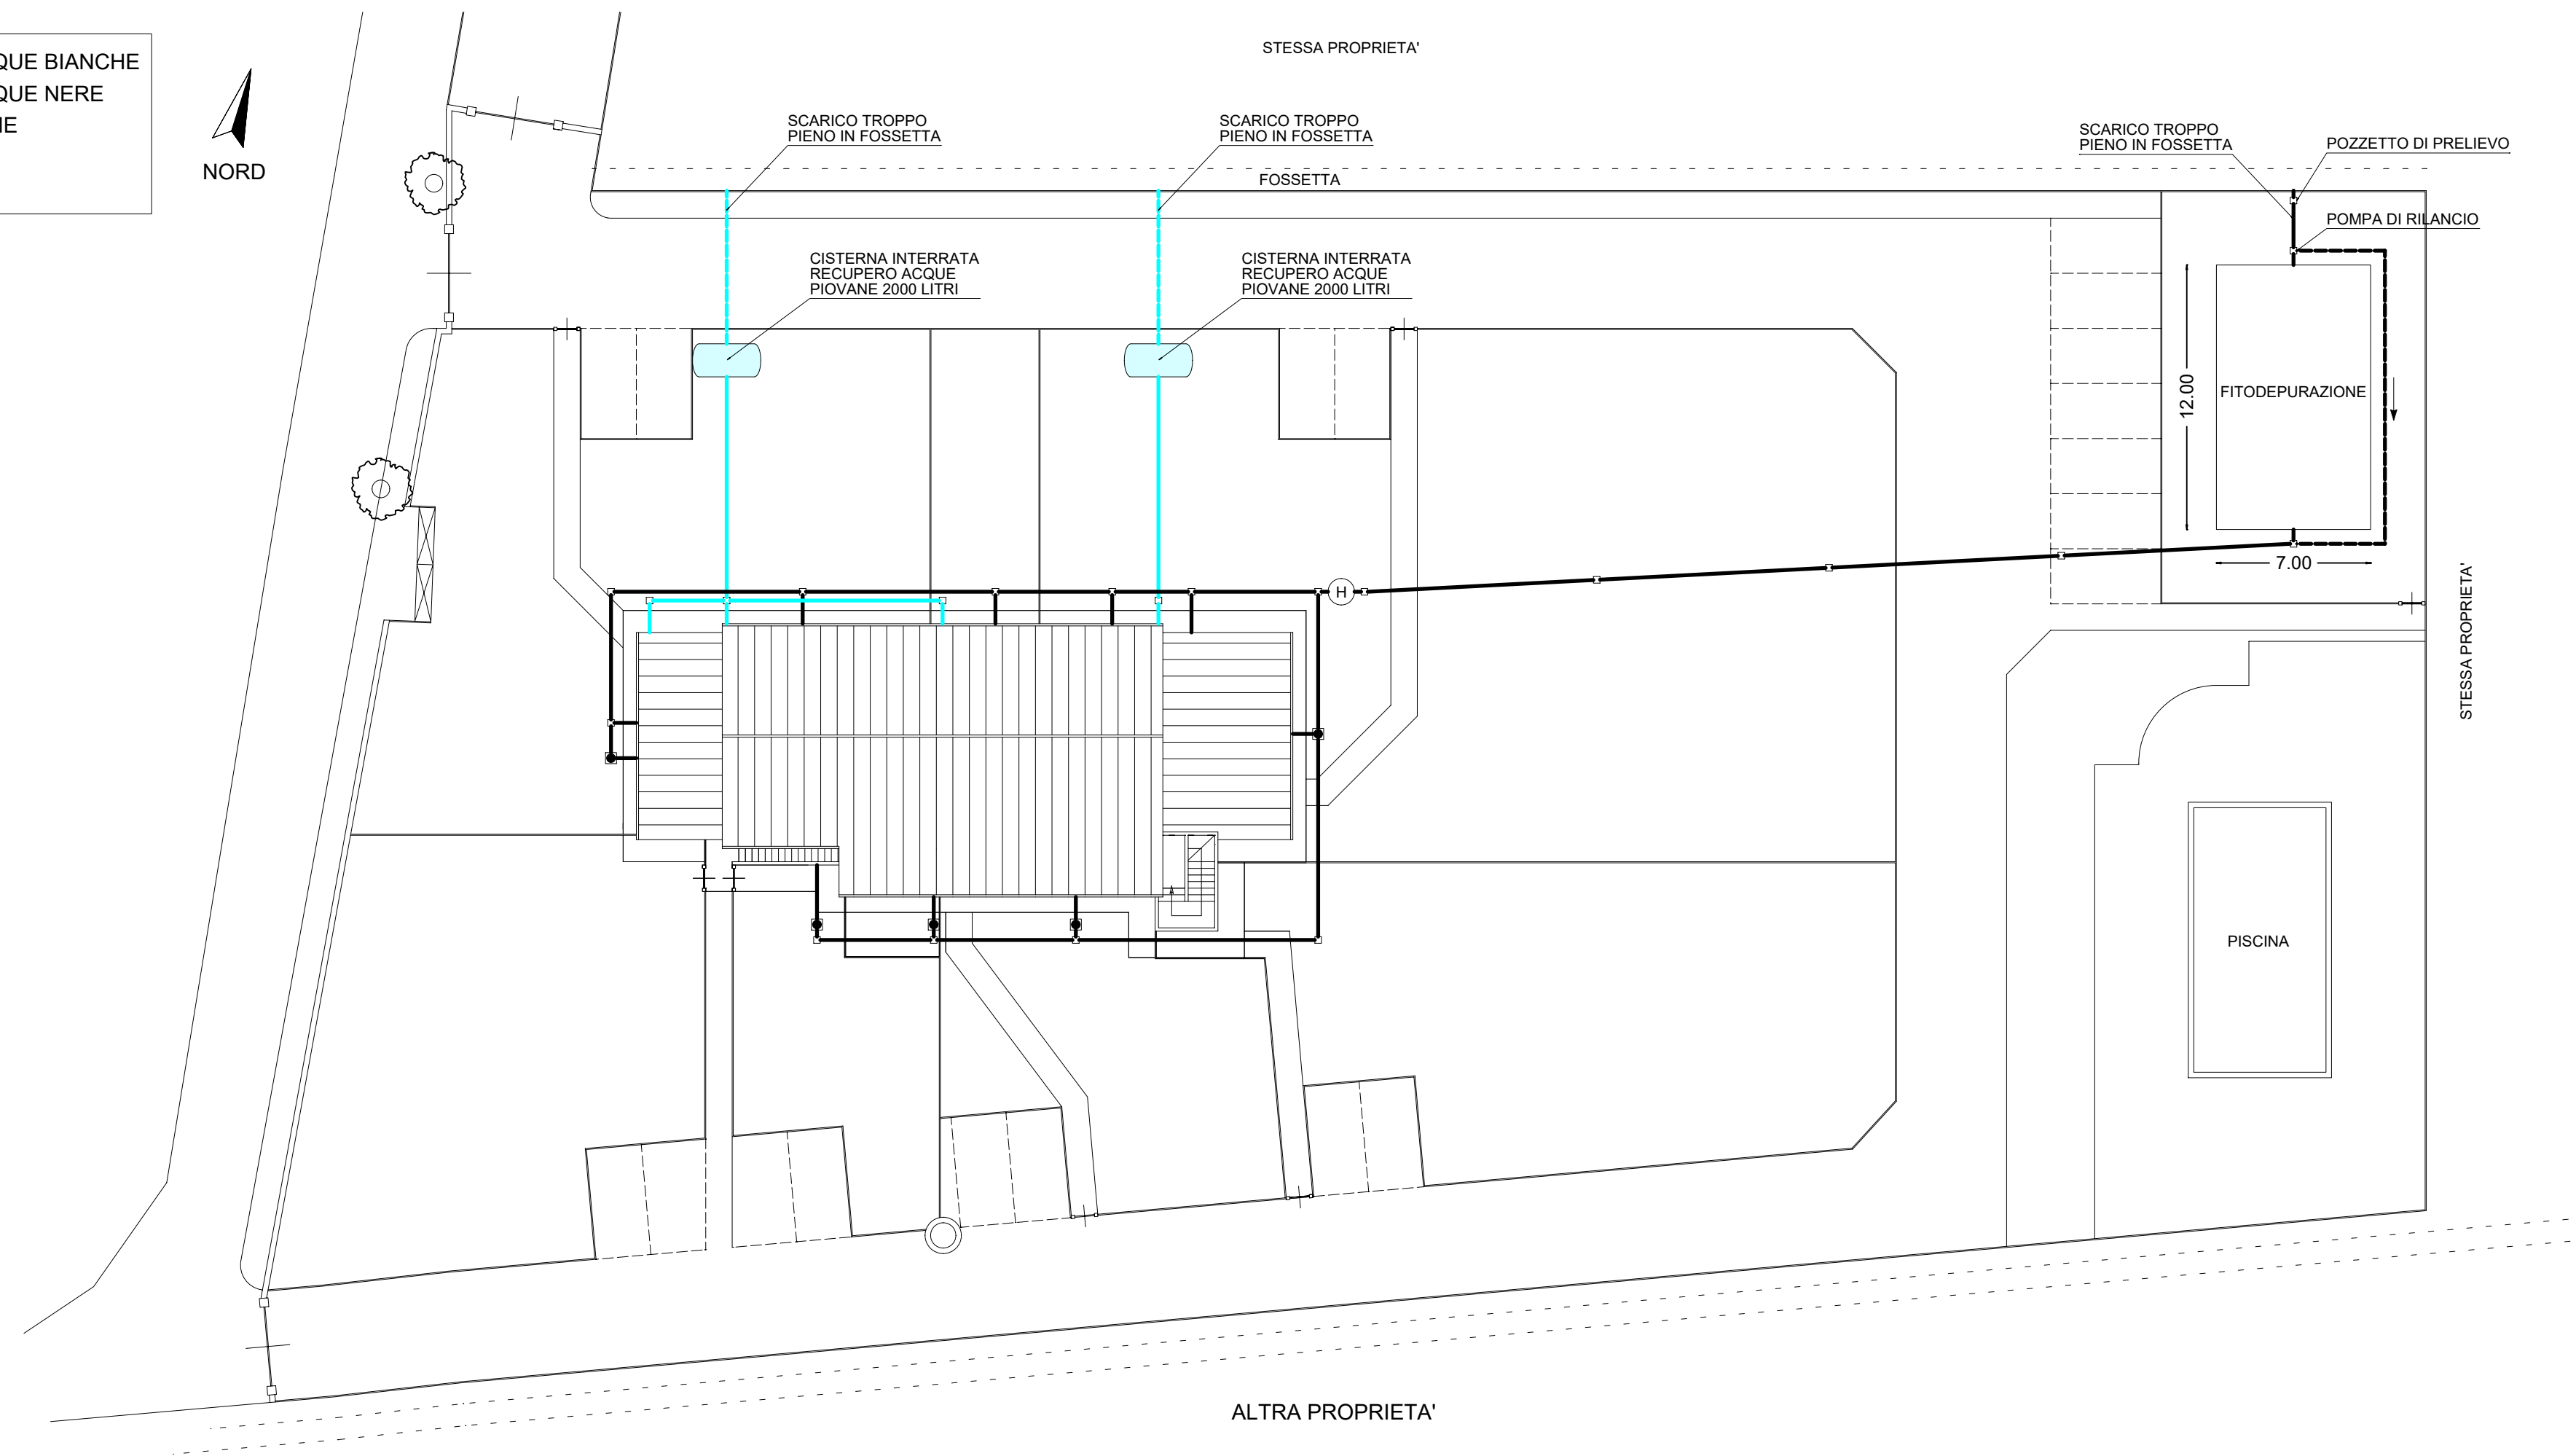 QUE BIANCHE
QUE NERE
NORD
STESSA PROPRIETA'
SCARICO TROPPO
PIENO IN FOSSETTA
SCARICO TROPPO
PIENO IN FOSSETTA
SCARICO TROPPO
PIENO IN FOSSETTA
POZZETTO DI PRELIEVO
FOSSETTA
POMPA DI RILANCIO
CISTERNA INTERRATA
RECUPERO ACQUE
PIOVANE 2000 LITRI
CISTERNA INTERRATA
RECUPERO ACQUE
PIOVANE 2000 LITRI
12.00
FITODEPURAZIONE
7.00
H
STESSA PROPRIETA'
PISCINA
ALTRA PROPRIETA'